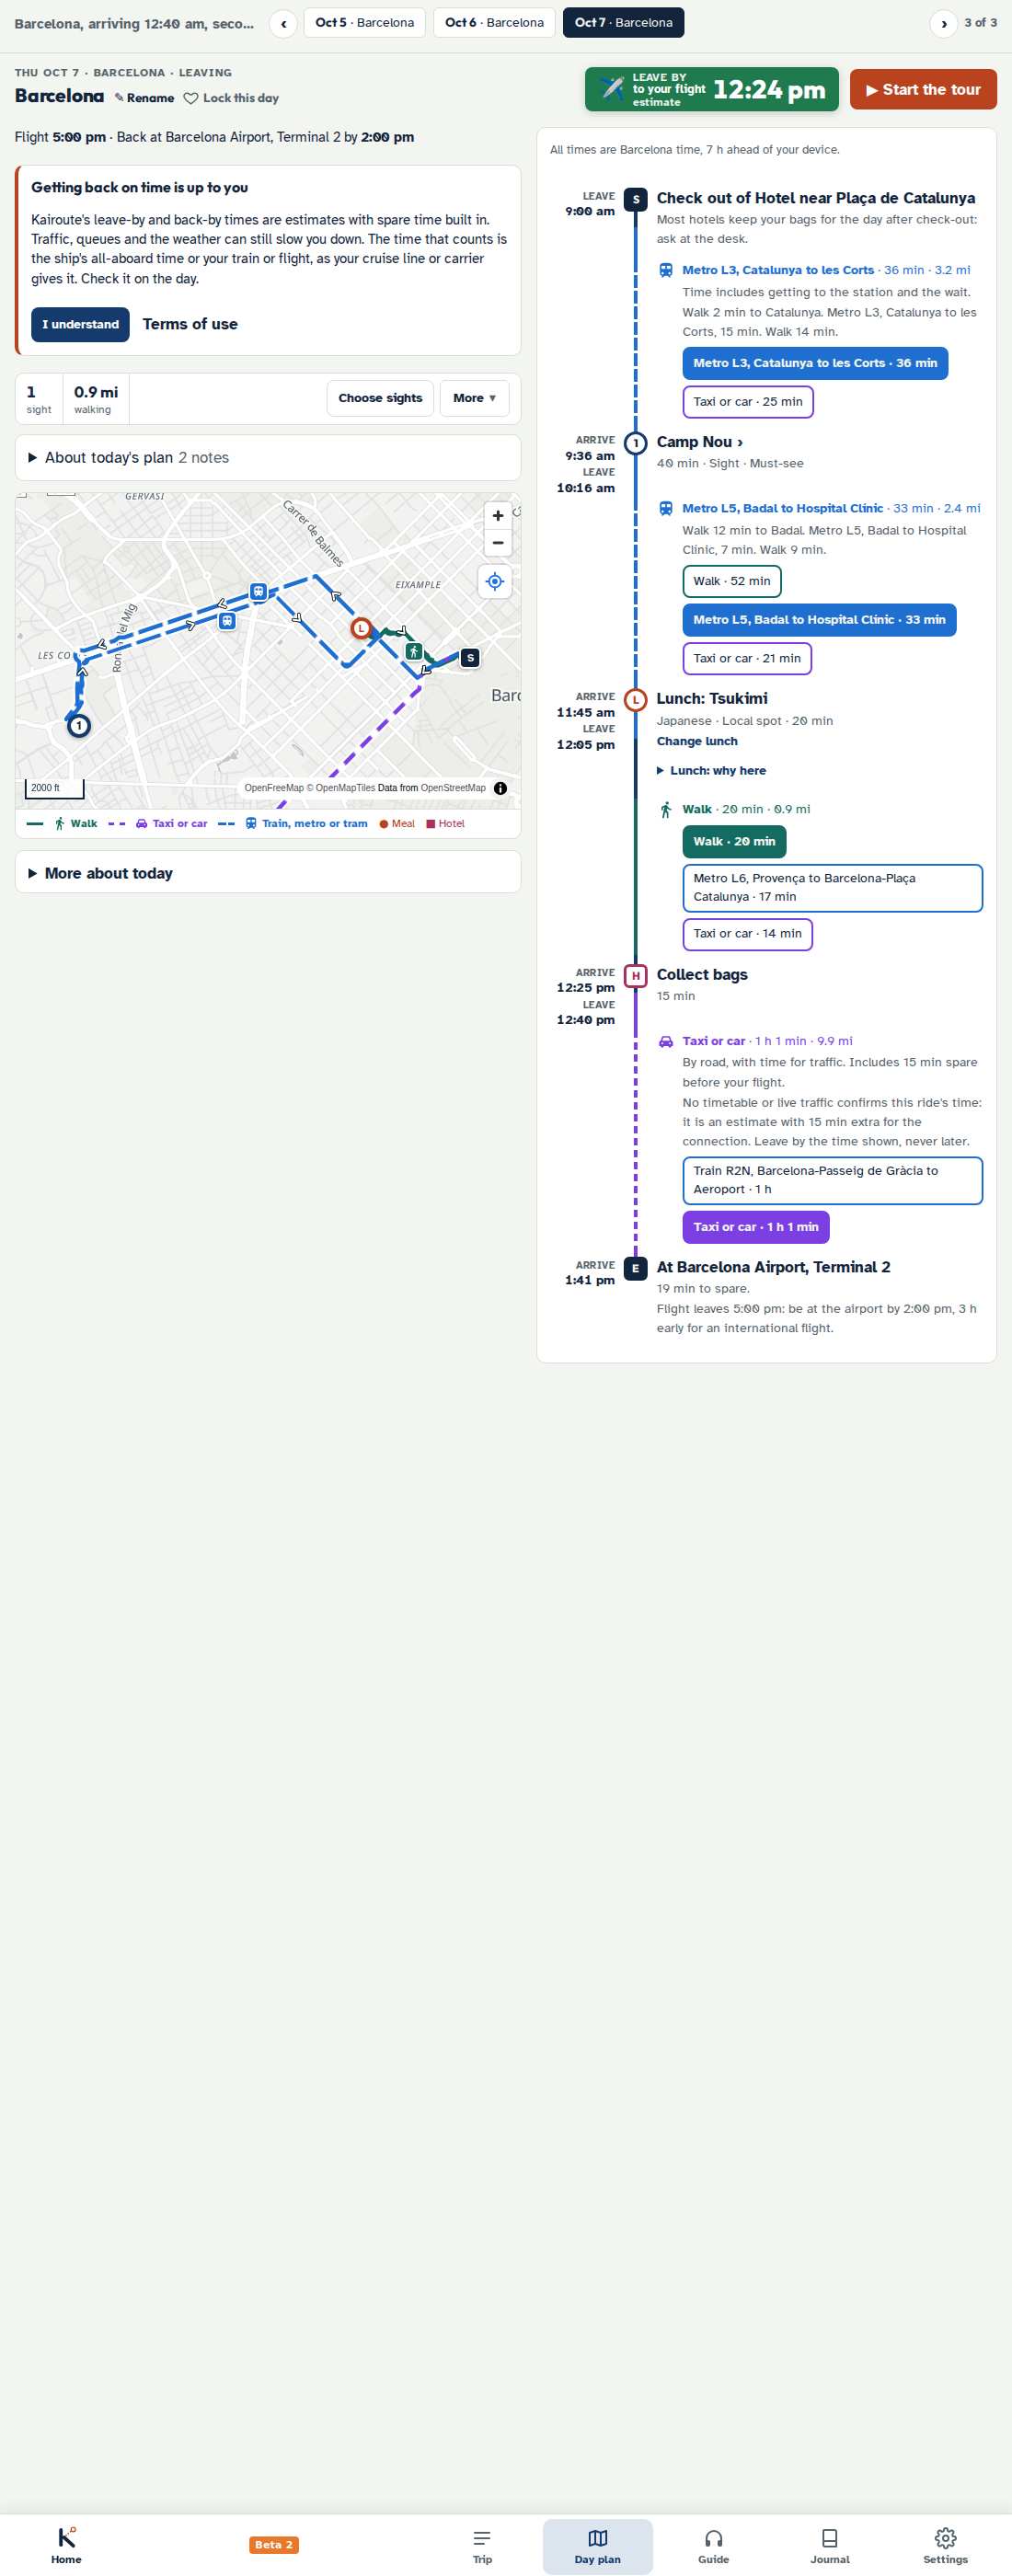 Barcelona, arriving 12:40 am, seco...
‹
Oct 5 · Barcelona
Oct 6 · Barcelona
Oct 7 · Barcelona
›
3 of 3
THU OCT 7 · BARCELONA · LEAVING
Barcelona
✎ Rename
Lock this day
LEAVE BY
to your flight
estimate
12:24 pm
▶ Start the tour
Flight 5:00 pm · Back at Barcelona Airport, Terminal 2 by 2:00 pm
Getting back on time is up to you
Kairoute's leave-by and back-by times are estimates with spare time built in.
Traffic, queues and the weather can still slow you down. The time that counts is
the ship's all-aboard time or your train or flight, as your cruise line or carrier
gives it. Check it on the day.
I understand
Terms of use
1
sight
0.9 mi
walking
Choose sights
More ▼
▶ About today's plan 2 notes
GERVASI
Carrer de Balmes
EIXAMPLE
LES CO
el Mig
L
S
1
Barc
+
−
2000 ft
OpenFreeMap © OpenMapTiles Data from OpenStreetMap
Walk
Taxi or car
Train, metro or tram
Meal
Hotel
▶ More about today
All times are Barcelona time, 7 h ahead of your device.
LEAVE
9:00 am
S
Check out of Hotel near Plaça de Catalunya
Most hotels keep your bags for the day after check-out:
ask at the desk.
Metro L3, Catalunya to les Corts · 36 min · 3.2 mi
Time includes getting to the station and the wait.
Walk 2 min to Catalunya. Metro L3, Catalunya to les
Corts, 15 min. Walk 14 min.
Metro L3, Catalunya to les Corts · 36 min
Taxi or car · 25 min
ARRIVE
9:36 am
LEAVE
10:16 am
1
Camp Nou ›
40 min · Sight · Must-see
Metro L5, Badal to Hospital Clínic · 33 min · 2.4 mi
Walk 12 min to Badal. Metro L5, Badal to Hospital
Clínic, 7 min. Walk 9 min.
Walk · 52 min
Metro L5, Badal to Hospital Clínic · 33 min
Taxi or car · 21 min
ARRIVE
11:45 am
LEAVE
12:05 pm
L
Lunch: Tsukimi
Japanese · Local spot · 20 min
Change lunch
▶ Lunch: why here
Walk · 20 min · 0.9 mi
Walk · 20 min
Metro L6, Provença to Barcelona-Plaça
Catalunya · 17 min
Taxi or car · 14 min
ARRIVE
12:25 pm
LEAVE
12:40 pm
H
Collect bags
15 min
Taxi or car · 1 h 1 min · 9.9 mi
By road, with time for traffic. Includes 15 min spare
before your flight.
No timetable or live traffic confirms this ride's time:
it is an estimate with 15 min extra for the
connection. Leave by the time shown, never later.
Train R2N, Barcelona-Passeig de Gràcia to
Aeroport · 1 h
Taxi or car · 1 h 1 min
ARRIVE
1:41 pm
E
At Barcelona Airport, Terminal 2
19 min to spare.
Flight leaves 5:00 pm: be at the airport by 2:00 pm, 3 h
early for an international flight.
Home
Beta 2
Trip
Day plan
Guide
Journal
Settings